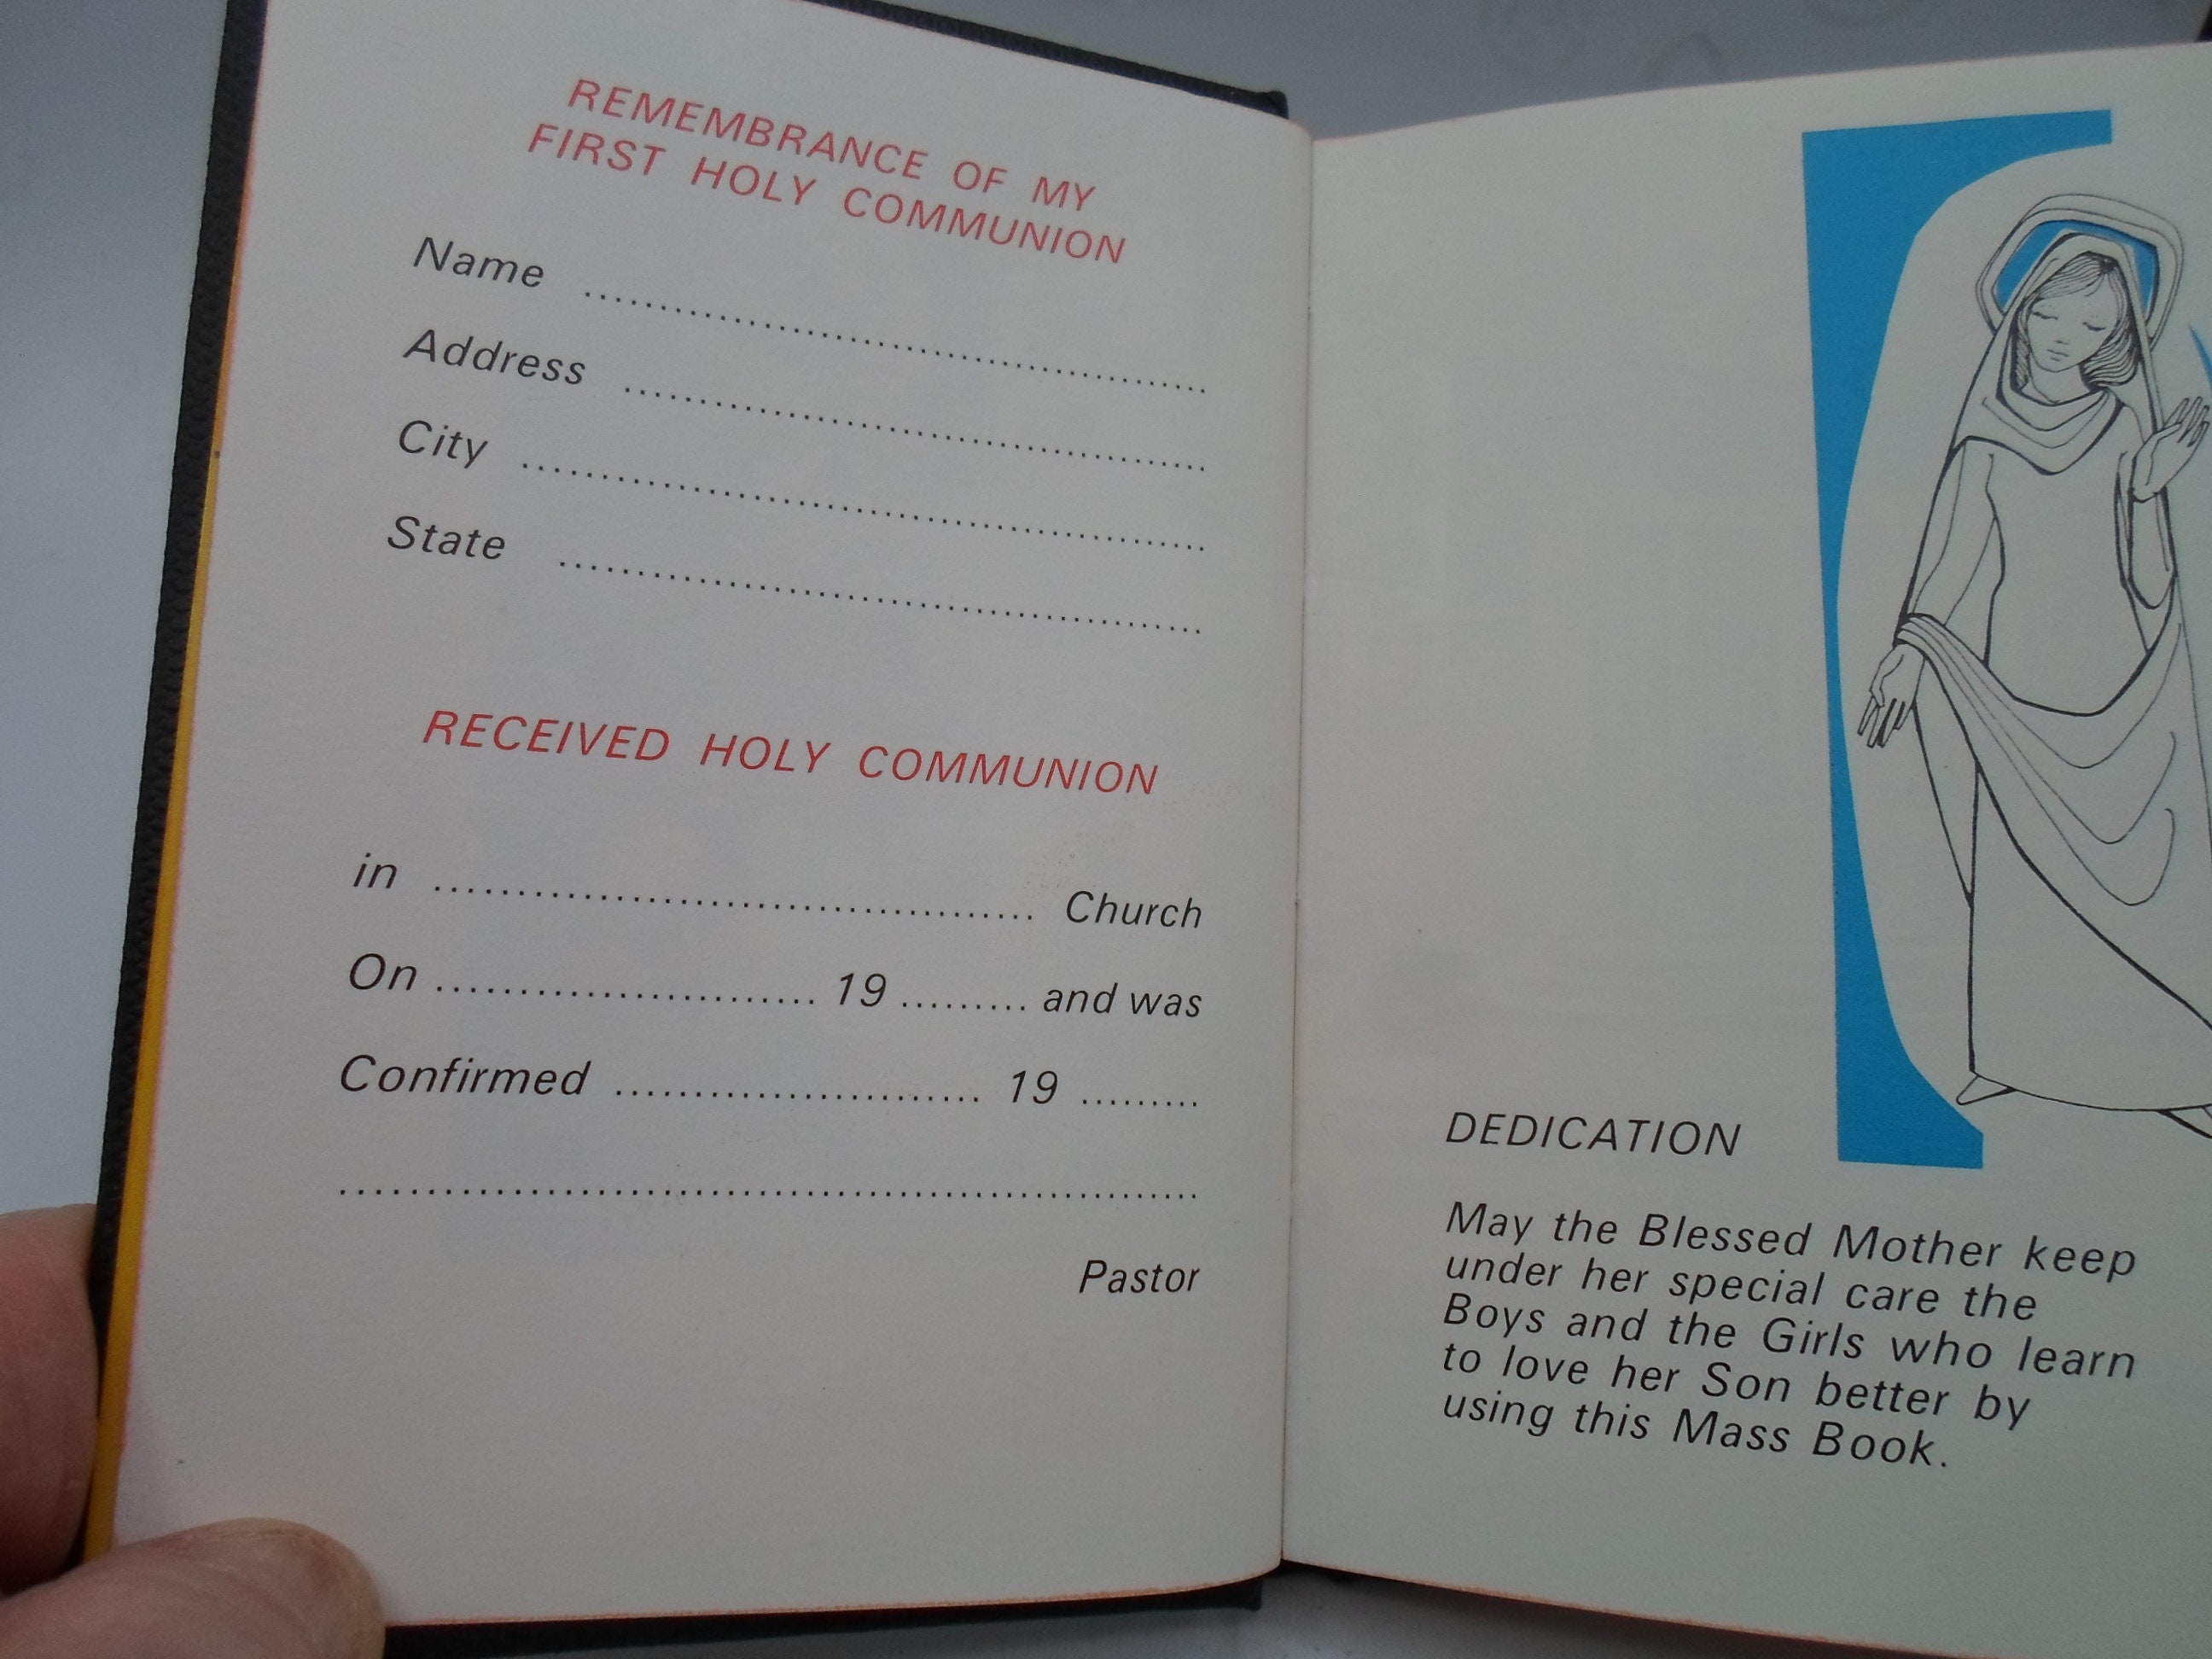 REMEMBRANCE OF MY
FIRST HOLY COMMUNION
Name ........................................
Address ........................................
City ........................................
State ........................................
RECEIVED HOLY COMMUNION
in ........................................ Church
On ........................ 19 ......... and was
Confirmed ........................ 19 .........
............................................................
Pastor
DEDICATION
May the Blessed Mother keep
under her special care the
Boys and the Girls who learn
to love her Son better by
using this Mass Book.